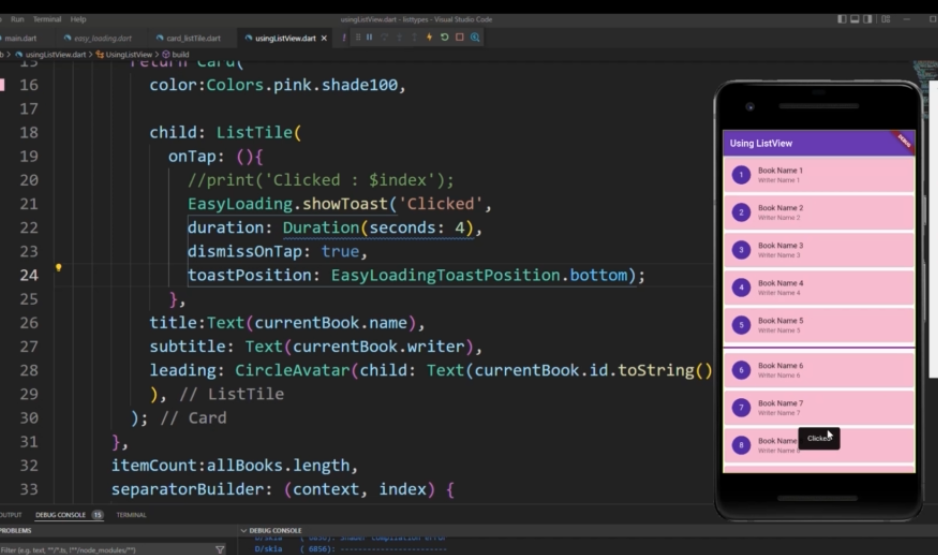 Run Terminal Help
usingListView.dart - listtypes - Visual Studio Code
main.dart easy_loading.dart card_listTile.dart usingListView.dart
usingListView.dart > UsingListView > build
15 return Card(
16 color:Colors.pink.shade100,
17
18 child: ListTile(
19 onTap: (){
20 //print('Clicked : $index');
21 EasyLoading.showToast('Clicked',
22 duration: Duration(seconds: 4),
23 dismissOnTap: true,
24 toastPosition: EasyLoadingToastPosition.bottom);
25 },
26 title:Text(currentBook.name),
27 subtitle: Text(currentBook.writer),
28 leading: CircleAvatar(child: Text(currentBook.id.toString()
29 ), // ListTile
30 ); // Card
31 },
32 itemCount:allBooks.length,
33 separatorBuilder: (context, index) {
Using ListView
DEBUG
1 Book Name 1
Writer Name 1
2 Book Name 2
Writer Name 2
3 Book Name 3
Writer Name 3
4 Book Name 4
Writer Name 4
5 Book Name 5
Writer Name 5
6 Book Name 6
Writer Name 6
7 Book Name 7
Writer Name 7
8 Book Name
Writer Name 8
Clicked
OUTPUT DEBUG CONSOLE 15 TERMINAL
PROBLEMS
Filter (e.g. text, **/*.ts, !**/node_modules/**)
DEBUG CONSOLE
D/skia ( 6856): Shader compilation error
D/skia ( 6856): ------------------------